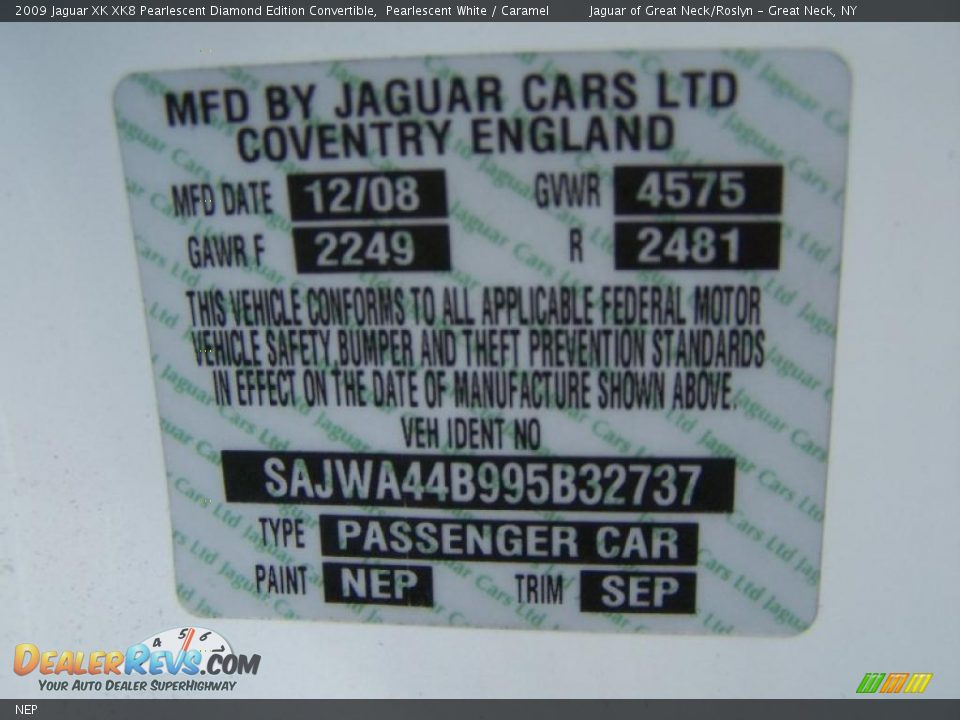 2009 Jaguar XK XK8 Pearlescent Diamond Edition Convertible, Pearlescent White / Caramel Jaguar of Great Neck/Roslyn - Great Neck, NY
MFD BY JAGUAR CARS LTD
COVENTRY ENGLAND
MFD DATE 12/08 GVWR 4575
GAWR F 2249 R 2481
THIS VEHICLE CONFORMS TO ALL APPLICABLE FEDERAL MOTOR
VEHICLE SAFETY,BUMPER AND THEFT PREVENTION STANDARDS
IN EFFECT ON THE DATE OF MANUFACTURE SHOWN ABOVE.
VEH IDENT NO
SAJWA44B995B32737
TYPE PASSENGER CAR
PAINT NEP TRIM SEP
4 5 6
DEALERREVS.COM
YOUR AUTO DEALER SUPERHIGHWAY
NEP